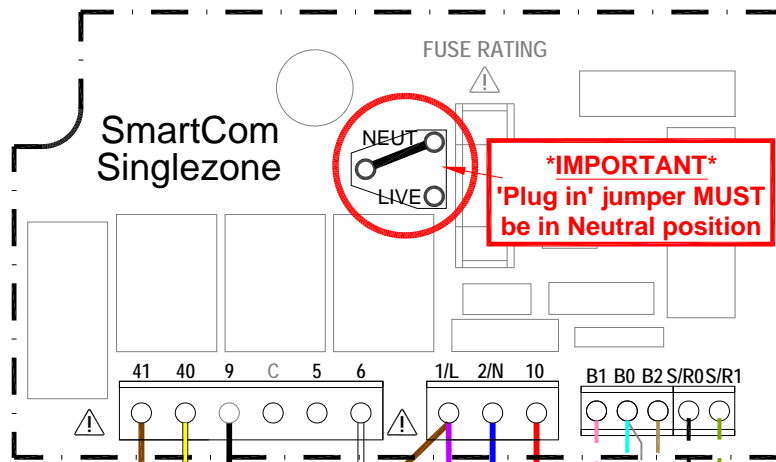 FUSE RATING
SmartCom
Singlezone
NEUT
LIVE
*IMPORTANT*
'Plug in' jumper MUST
be in Neutral position
41 40 9 C 5 6 1/L 2/N 10 B1 B0 B2 S/R0 S/R1